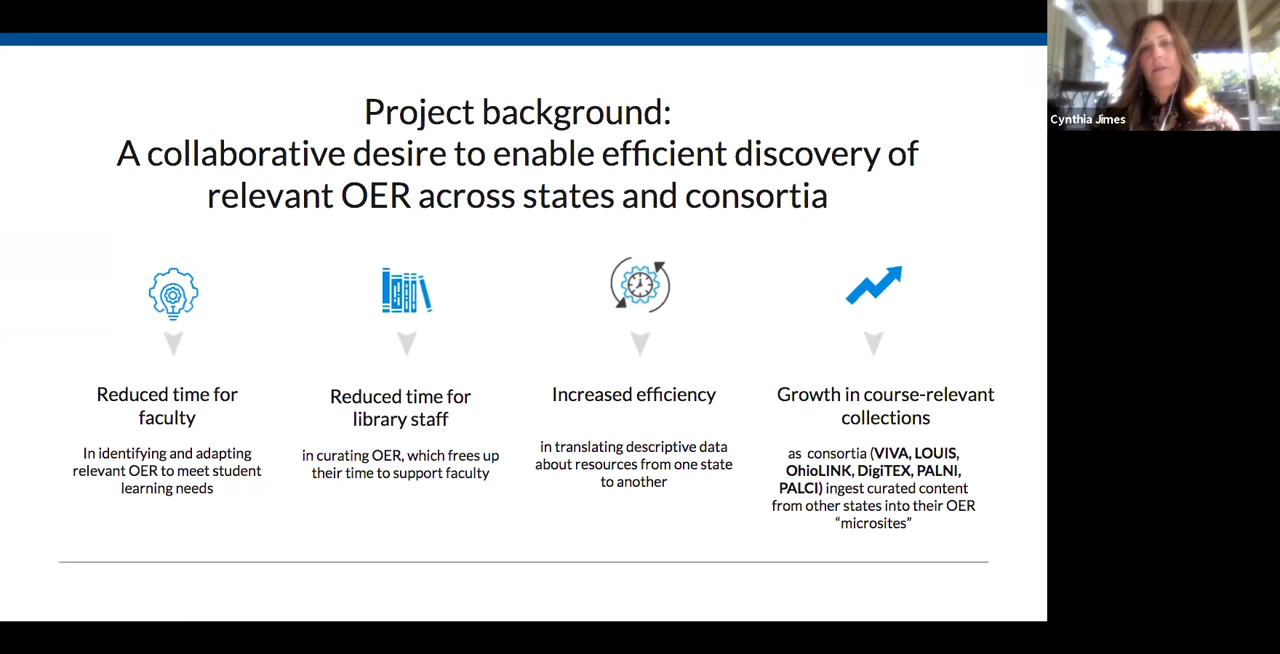 Project background:
A collaborative desire to enable efficient discovery of
relevant OER across states and consortia
Cynthia Jimes
Reduced time for
faculty
In identifying and adapting
relevant OER to meet student
learning needs
Reduced time for
library staff
in curating OER, which frees up
their time to support faculty
Increased efficiency
in translating descriptive data
about resources from one state
to another
Growth in course-relevant
collections
as consortia (VIVA, LOUIS,
OhioLINK, DigiTEX, PALNI,
PALCI) ingest curated content
from other states into their OER
“microsites”